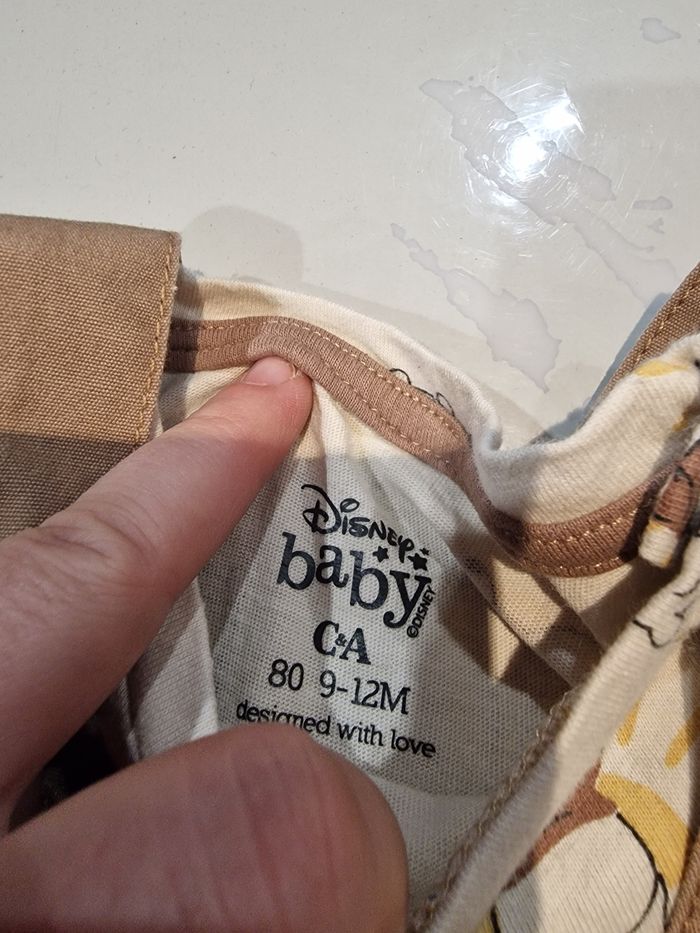 Disney
baby
©DISNEY
C&A
80 9-12M
designed with love